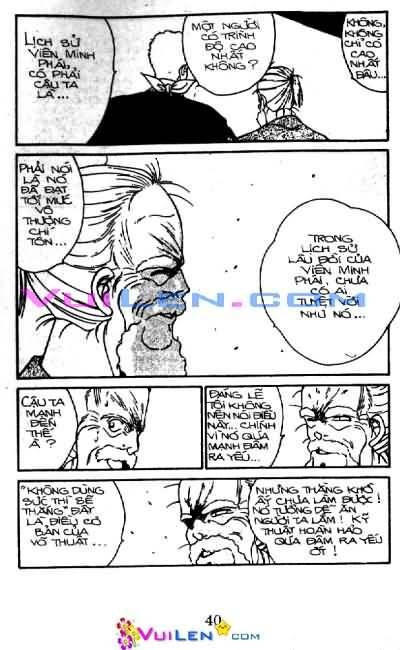 LỊCH SỬ
VIÊN MINH
PHÁI,
CÓ PHẢI
CẬU TA
LÀ...
MỘT NGƯỜI
CÓ TRÌNH
ĐỘ CAO
NHẤT
KHÔNG?
KHÔNG,
KHÔNG
CHỈ CÓ
CAO
NHẤT
ĐÂU...
PHẢI NÓI
LÀ NÓ
ĐÃ ĐẠT
TỚI MỨC
VÔ
THƯỢNG
CHÍ
TÔN...
TRONG
LỊCH SỬ
LÂU ĐỜI CỦA
VIÊN MINH
PHÁI, CHƯA
CÓ AI
TUYỆT VỜI
NHƯ NÓ...
VUILEN.COM
CẬU TA
MẠNH
ĐẾN
THẾ
À?
ĐÁNG LẼ
TÔI KHÔNG
NÊN NÓI ĐIỀU
NÀY... CHÍNH
VÌ NÓ QUÁ
MẠNH ĐÂM
RA YẾU...
"KHÔNG DÙNG
SỨC THÌ SẼ
THẮNG" ĐÂY
LÀ ĐIỀU CƠ
BẢN CỦA
VÕ THUẬT...
NHƯNG THẰNG KHỜ
ẤY CHƯA LÀM ĐƯỢC!
NÓ TƯỞNG DỄ ĂN
NGƯỜI TA LẮM! KỸ
THUẬT HOÀN HẢO
QUÁ ĐÂM RA YẾU
ỚT!
40
VUILEN.COM